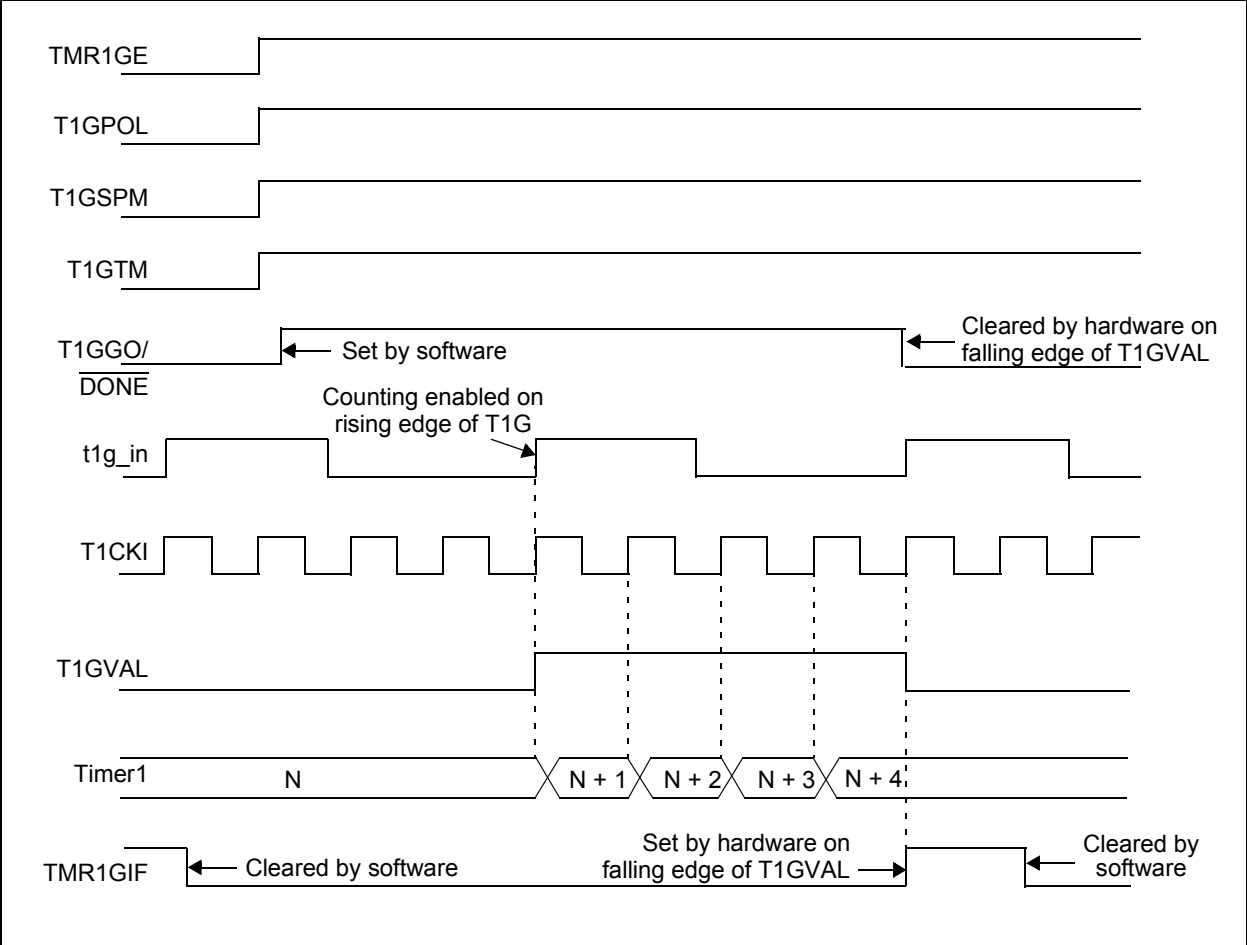 TMR1GE
T1GPOL
T1GSPM
T1GTM
T1GGO/
DONE
Set by software
Cleared by hardware on
falling edge of T1GVAL
Counting enabled on
rising edge of T1G
t1g_in
T1CKI
T1GVAL
Timer1
N
N + 1
N + 2
N + 3
N + 4
TMR1GIF
Cleared by software
Set by hardware on
falling edge of T1GVAL
Cleared by
software